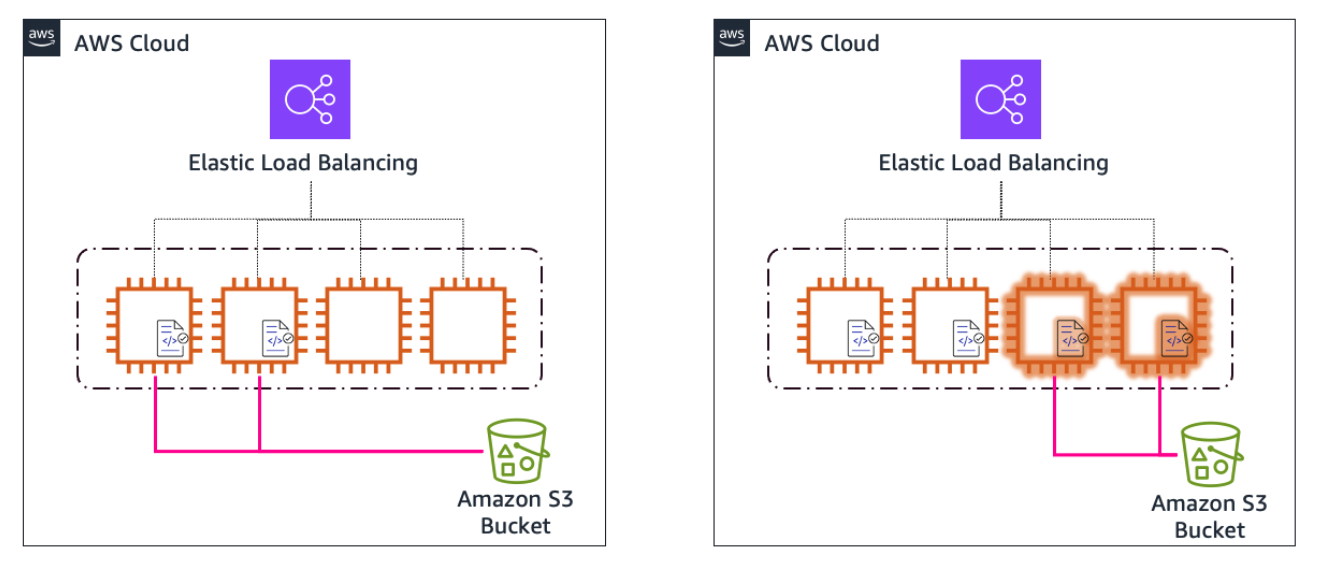 aws
AWS Cloud
Elastic Load Balancing
</>
</>
Amazon S3
Bucket
aws
AWS Cloud
Elastic Load Balancing
</>
</>
</>
</>
Amazon S3
Bucket